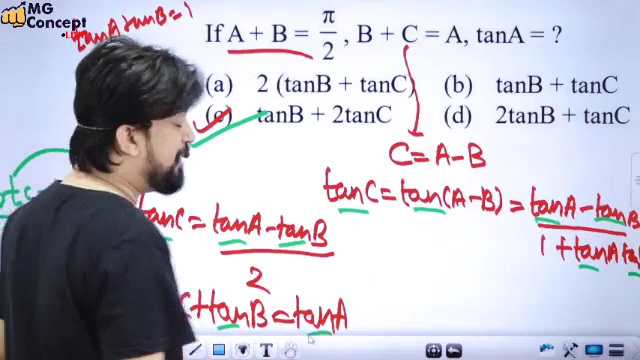 MG
Concept
LIVE
tanA tanB = 1
If A + B = π/2, B + C = A, tanA = ?
(a) 2 (tanB + tanC) (b) tanB + tanC
(c) tanB + 2tanC (d) 2tanB + tanC
C = A - B
tanC = tan(A - B) = tanA - tanB
1 + tanA
tanC = tanA - tanB
2
+ tanB = tanA
T